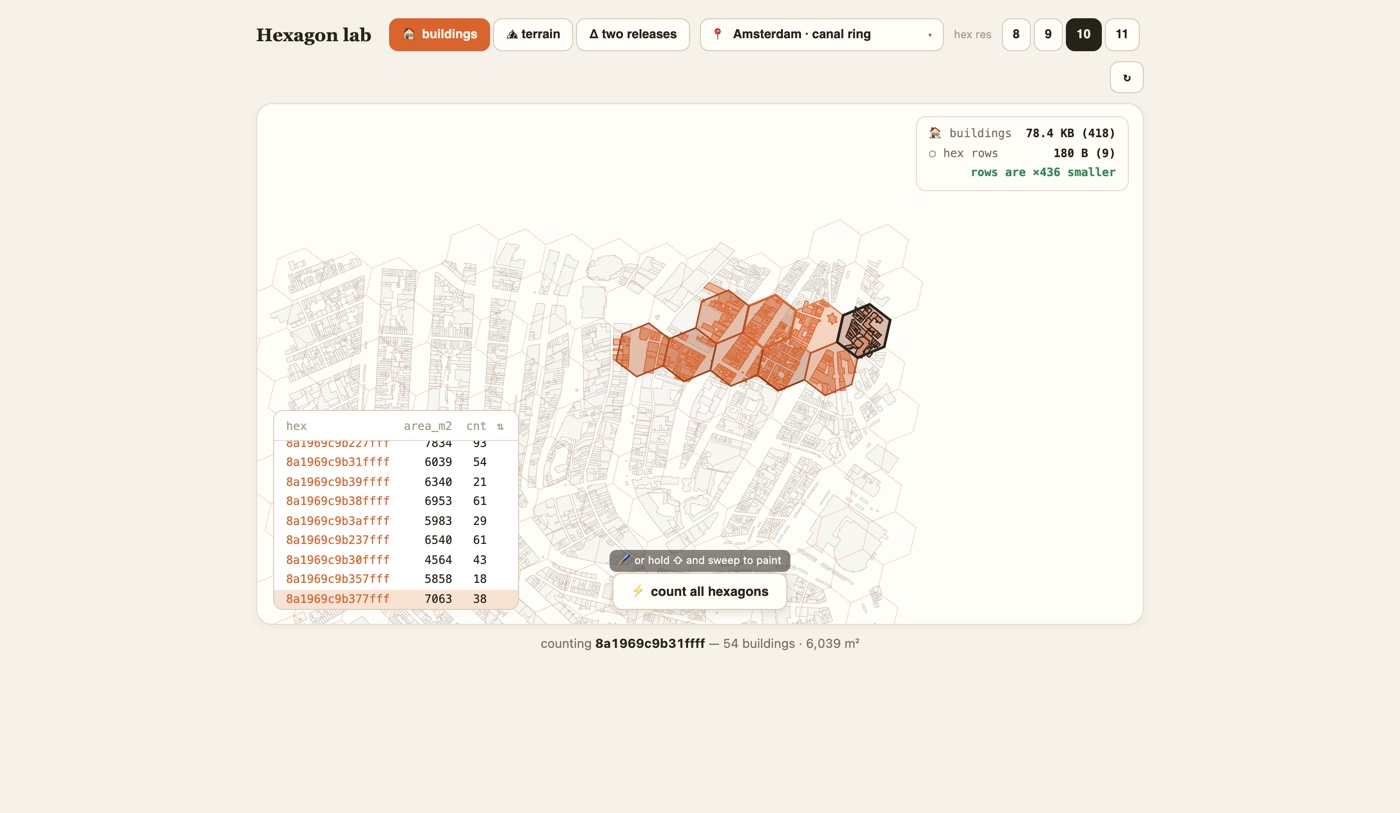 Hexagon lab
buildings
terrain
Δ two releases
Amsterdam · canal ring
hex res
8
9
10
11
buildings 78.4 KB (418)
hex rows 180 B (9)
rows are ×436 smaller
hex area_m2 cnt
8a1969c9b227fff 7834 93
8a1969c9b31ffff 6039 54
8a1969c9b39ffff 6340 21
8a1969c9b38ffff 6953 61
8a1969c9b3affff 5983 29
8a1969c9b237fff 6540 61
8a1969c9b30ffff 4564 43
8a1969c9b357fff 5858 18
8a1969c9b377fff 7063 38
or hold ⇧ and sweep to paint
⚡ count all hexagons
counting 8a1969c9b31ffff — 54 buildings · 6,039 m²